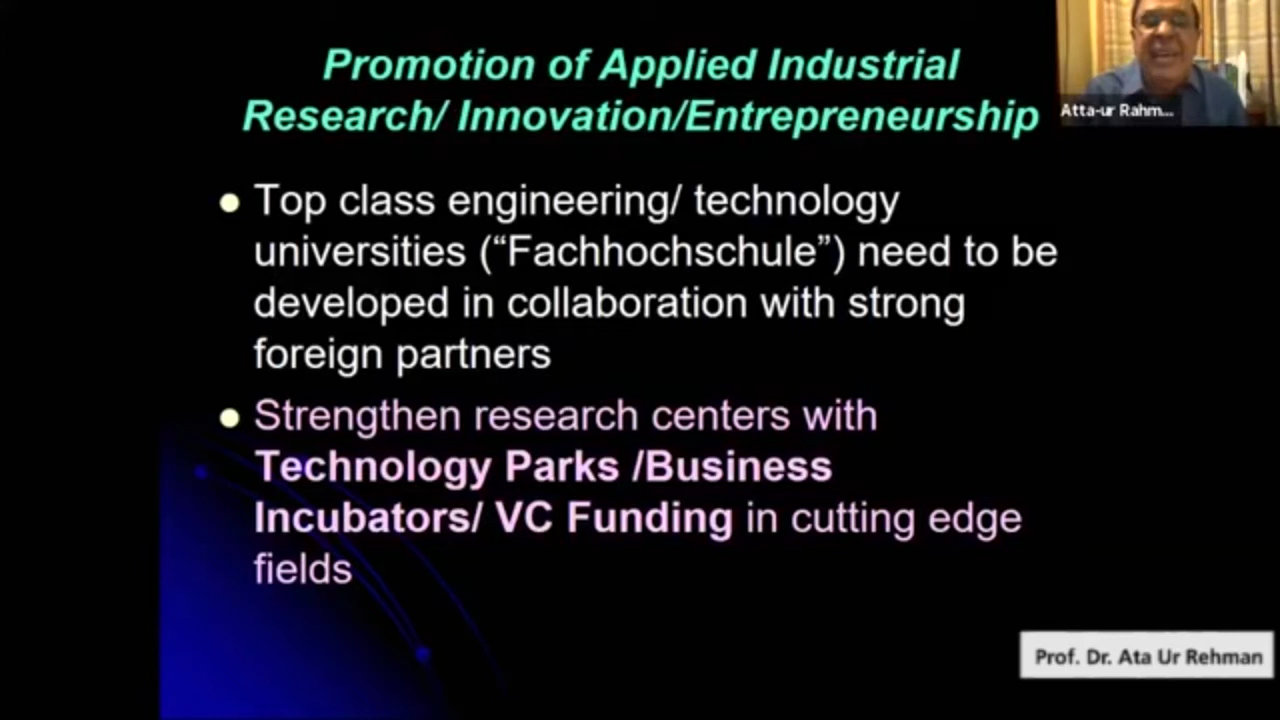 Promotion of Applied Industrial
Research/ Innovation/Entrepreneurship
Atta-ur Rahm...
Top class engineering/ technology
universities (“Fachhochschule”) need to be
developed in collaboration with strong
foreign partners
Strengthen research centers with
Technology Parks /Business
Incubators/ VC Funding in cutting edge
fields
Prof. Dr. Ata Ur Rehman